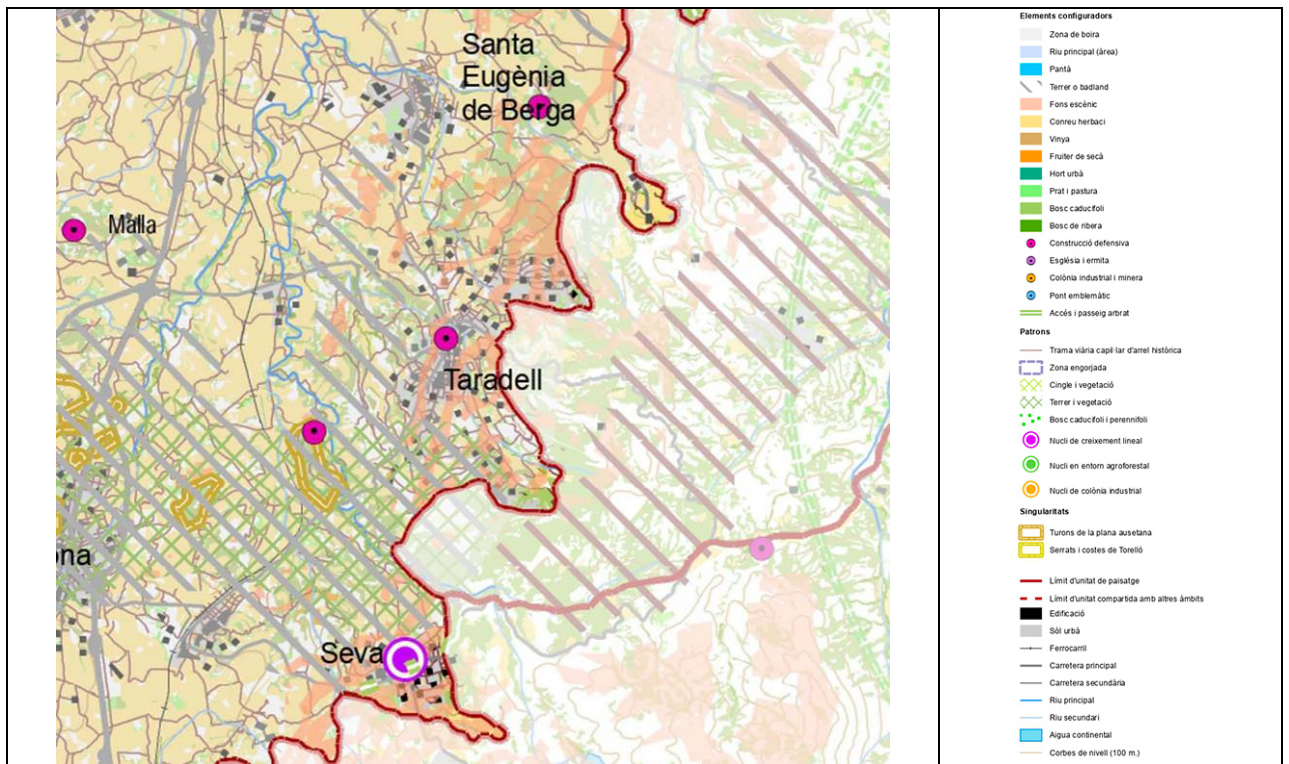 Santa
Eugènia
de Berga
Malla
Taradell
ona
Seva
Elements configuradors
Zona de boira
Riu principal (àrea)
Pantà
Terrer o badland
Fons escènic
Conreu herbaci
Vinya
Fruiter de secà
Hort urbà
Prat i pastura
Bosc caducifoli
Bosc de ribera
Construcció defensiva
Església i ermita
Colònia industrial i minera
Pont emblemàtic
Accés i passeig arbrat
Patrons
Trama viària capil·lar d'arrel històrica
Zona engorjada
Cingle i vegetació
Terrer i vegetació
Bosc caducifoli i perennifoli
Nucli de creixement lineal
Nucli en entorn agroforestal
Nucli de colònia industrial
Singularitats
Turons de la plana ausetana
Serrats i costes de Torelló
Límit d'unitat de paisatge
Límit d'unitat compartida amb altres àmbits
Edificació
Sòl urbà
Ferrocarril
Carretera principal
Carretera secundària
Riu principal
Riu secundari
Aigua continental
Corbes de nivell (100 m.)